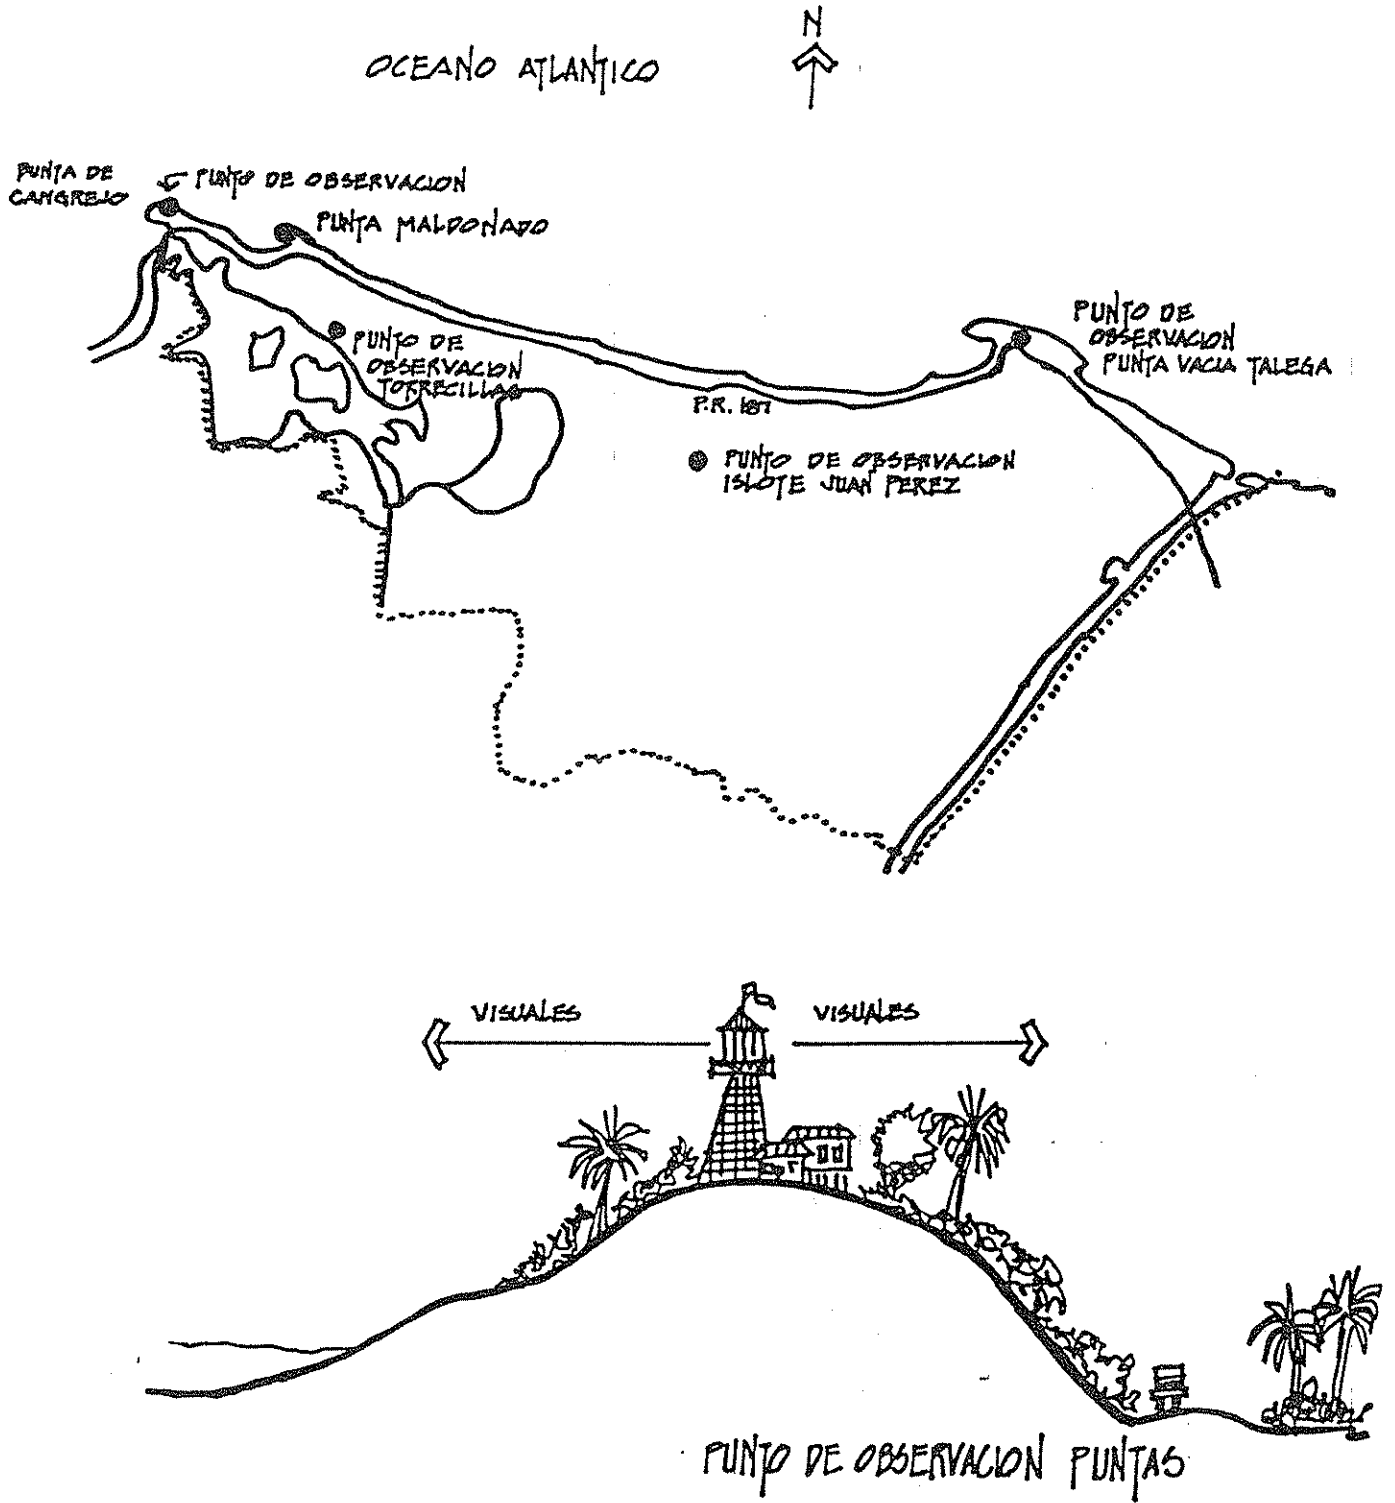 N
OCEANO ATLANTICO
PUNTA DE
CANGREJO
PUNTO DE OBSERVACION
PUNTA MALDONADO
PUNTO DE
OBSERVACION
TORRECILLAS
PUNTO DE
OBSERVACION
PUNTA VACIA TALEGA
P.R. 187
PUNTO DE OBSERVACION
ISLOTE JUAN PEREZ
VISUALES
VISUALES
PUNTO DE OBSERVACION PUNTAS